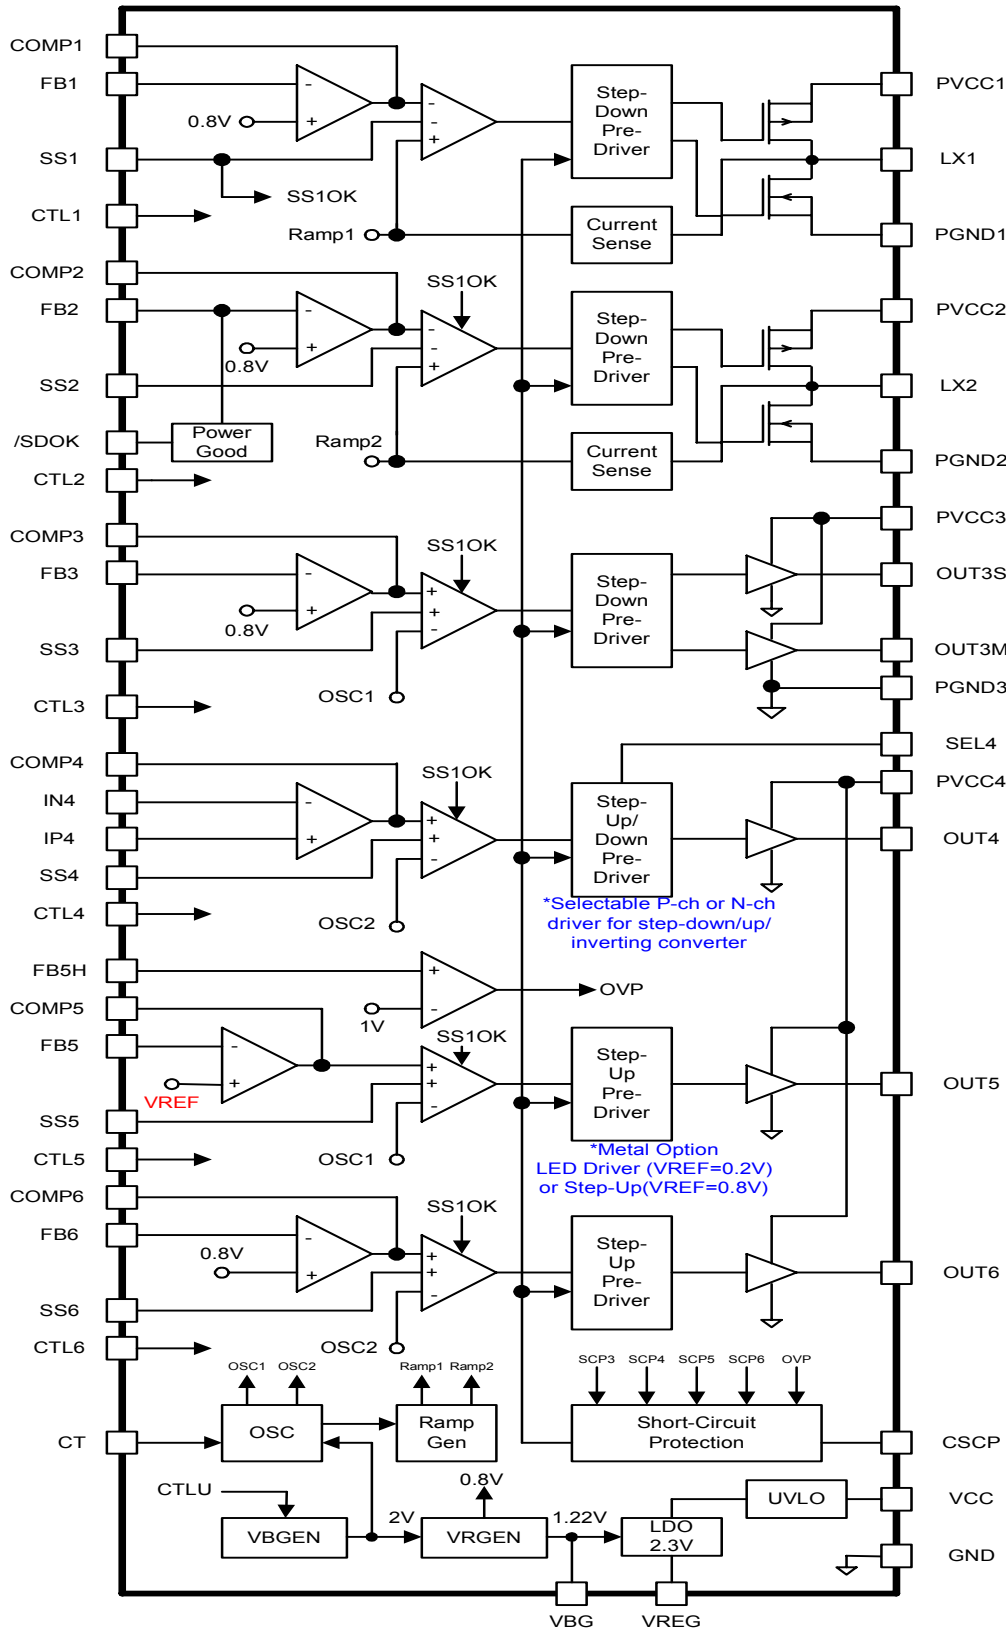 COMP1
FB1
-
+
0.8V
-
-
+
Step-
Down
Pre-
Driver
PVCC1
SS1
SS1OK
LX1
CTL1
Ramp1
Current
Sense
PGND1
COMP2
SS1OK
FB2
-
+
0.8V
-
-
+
Step-
Down
Pre-
Driver
PVCC2
SS2
LX2
/SDOK
Power
Good
Ramp2
Current
Sense
PGND2
CTL2
COMP3
SS1OK
PVCC3
FB3
-
+
0.8V
+
+
-
Step-
Down
Pre-
Driver
OUT3S
SS3
OUT3M
OSC1
PGND3
CTL3
SEL4
COMP4
SS1OK
PVCC4
IN4
-
+
IP4
+
+
-
Step-
Up/
Down
Pre-
Driver
OUT4
SS4
CTL4
OSC2
*Selectable P-ch or N-ch
driver for step-down/up/
inverting converter
FB5H
+
-
1V
OVP
COMP5
SS1OK
FB5
-
+
VREF
+
+
-
Step-
Up
Pre-
Driver
OUT5
SS5
CTL5
OSC1
*Metal Option
LED Driver (VREF=0.2V)
or Step-Up(VREF=0.8V)
COMP6
SS1OK
FB6
-
+
0.8V
+
+
-
Step-
Up
Pre-
Driver
OUT6
SS6
CTL6
OSC2
OSC1 OSC2
Ramp1 Ramp2
SCP3 SCP4 SCP5 SCP6 OVP
CT
OSC
Ramp
Gen
Short-Circuit
Protection
CSCP
CTLU
0.8V
UVLO
VCC
VBGEN
2V
VRGEN
1.22V
LDO
2.3V
GND
VBG
VREG